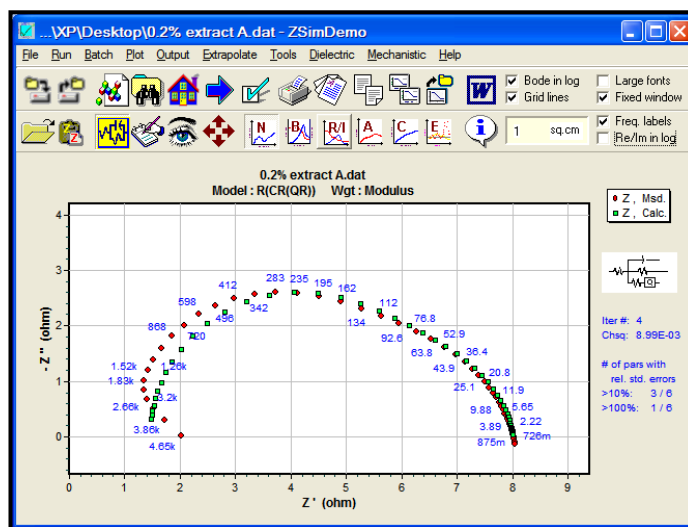 ...\XP\Desktop\0.2% extract A.dat - ZSimDemo
File Run Batch Plot Output Extrapolate Tools Dielectric Mechanistic Help
W Bode in log Large fonts
Grid lines Fixed window
N B R/I A C E i 1 sq.cm Freq. labels
Re/Im in log
0.2% extract A.dat
Model : R(CR(QR)) Wgt : Modulus
Z , Msd.
Z , Calc.
- Z '' (ohm)
4
3
2
1
0
283 235 195 162
412
342
598
496
134
112
92.6
76.8
868
720
63.8
52.9
43.9
36.4
1.52k
1.26k
1.83k
25.1
20.8
2.66k
3.2k
11.9
9.88
5.65
3.86k
3.89
2.22
4.65k
875m
726m
0 1 2 3 4 5 6 7 8 9
Z ' (ohm)
Q
Iter #: 4
Chsq: 8.99E-03
# of pars with
rel. std. errors
>10%: 3 / 6
>100%: 1 / 6